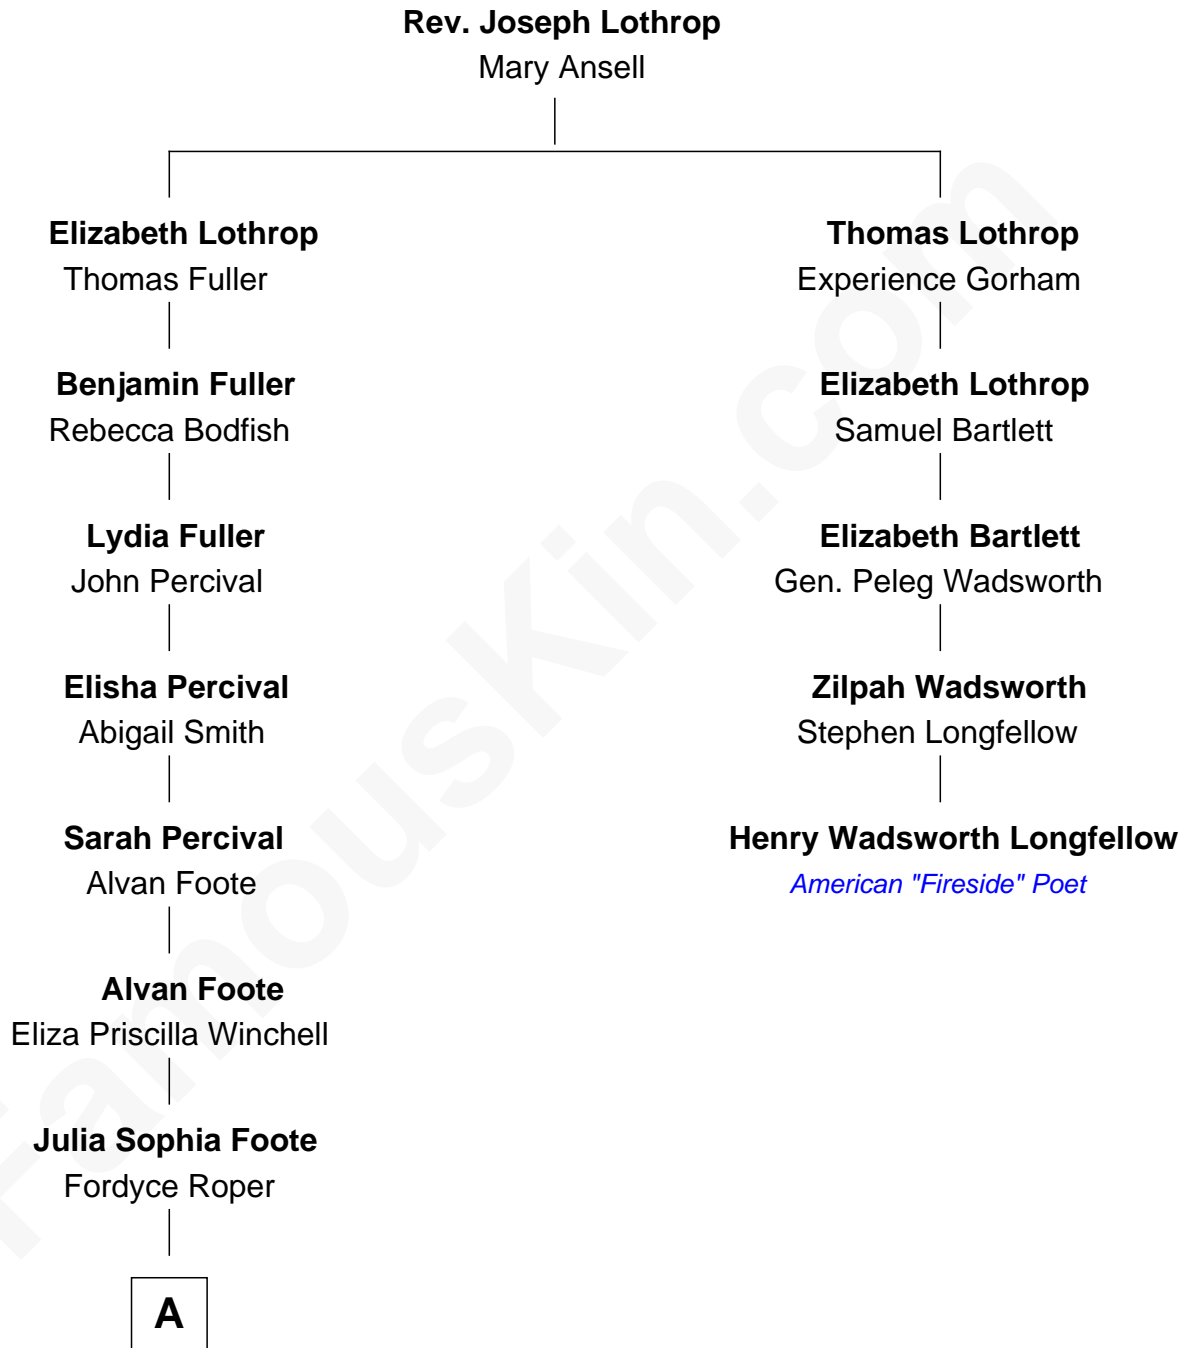 Rev. Joseph Lothrop
Mary Ansell
Elizabeth Lothrop
Thomas Fuller
Thomas Lothrop
Experience Gorham
Benjamin Fuller
Rebecca Bodfish
Elizabeth Lothrop
Samuel Bartlett
Lydia Fuller
John Percival
Elizabeth Bartlett
Gen. Peleg Wadsworth
Elisha Percival
Abigail Smith
Zilpah Wadsworth
Stephen Longfellow
Sarah Percival
Alvan Foote
Henry Wadsworth Longfellow
American "Fireside" Poet
Alvan Foote
Eliza Priscilla Winchell
Julia Sophia Foote
Fordyce Roper
A
FamousKin.com